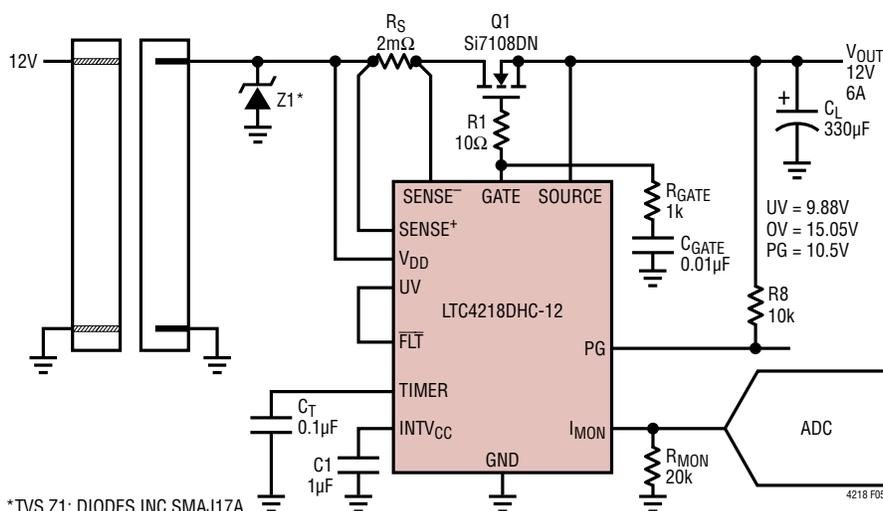 12V
Z1*
RS
2mΩ
Q1
Si7108DN
R1
10Ω
VOUT
12V
6A
+
CL
330µF
RGATE
1k
CGATE
0.01µF
UV = 9.88V
OV = 15.05V
PG = 10.5V
R8
10k
SENSE–
GATE
SOURCE
SENSE+
VDD
UV
FLT
LTC4218DHC-12
PG
TIMER
INTVCC
IMON
GND
CT
0.1µF
C1
1µF
RMON
20k
ADC
4218 F05
*TVS Z1: DIODES INC SMAJ17A